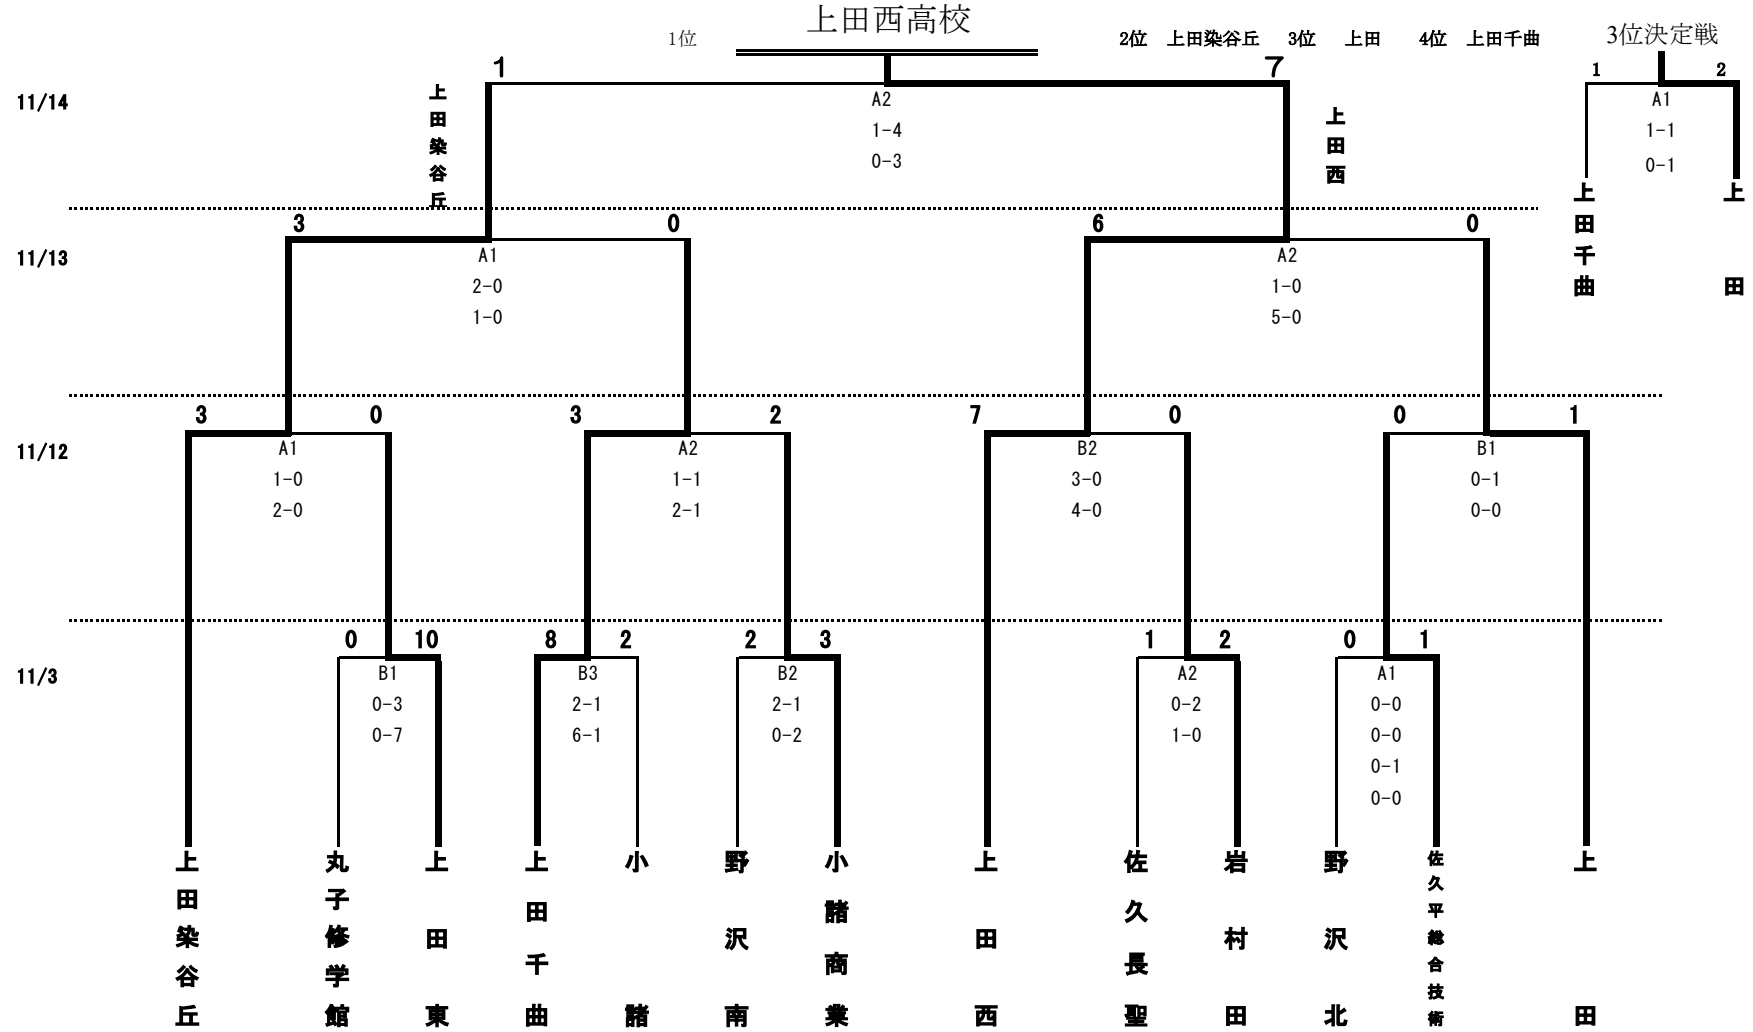 上田西高校
1位
2位 上田染谷丘 3位 上田 4位 上田千曲
3位決定戦
1 7
1 2
11/14
上田染谷丘
A2
1-4
0-3
上田西
A1
1-1
0-1
上田千曲
上田
3 0 6 0
11/13
A1
2-0
1-0
A2
1-0
5-0
3 0 3 2 7 0 0 1
11/12
A1
1-0
2-0
A2
1-1
2-1
B2
3-0
4-0
B1
0-1
0-0
0 10 8 2 2 3 1 2 0 1
11/3
B1
0-3
0-7
B3
2-1
6-1
B2
2-1
0-2
A2
0-2
1-0
A1
0-0
0-0
0-1
0-0
上田染谷丘
丸子修学館
上田東
上田千曲
小諸
野沢南
小諸商業
上田西
佐久長聖
岩村田
野沢北
佐久平総合技術
上田